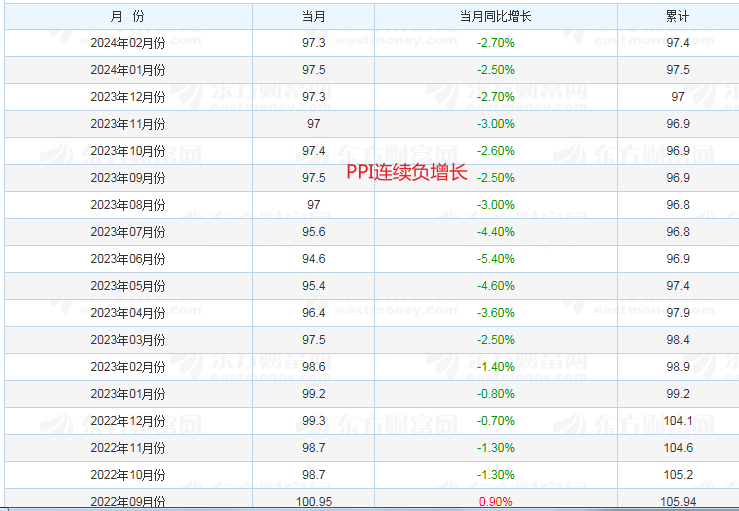 月 份 当月 当月同比增长 累计
2024年02月份 97.3 -2.70% 97.4
2024年01月份 97.5 -2.50% 97.5
2023年12月份 97.3 -2.70% 97
2023年11月份 97 -3.00% 96.9
2023年10月份 97.4 -2.60% 96.9
2023年09月份 97.5 PPI连续负增长 -2.50% 96.9
2023年08月份 97 -3.00% 96.8
2023年07月份 95.6 -4.40% 96.8
2023年06月份 94.6 -5.40% 96.9
2023年05月份 95.4 -4.60% 97.4
2023年04月份 96.4 -3.60% 97.9
2023年03月份 97.5 -2.50% 98.4
2023年02月份 98.6 -1.40% 98.9
2023年01月份 99.2 -0.80% 99.2
2022年12月份 99.3 -0.70% 104.1
2022年11月份 98.7 -1.30% 104.6
2022年10月份 98.7 -1.30% 105.2
2022年09月份 100.95 0.90% 105.94
东方财富网
eastmoney.com